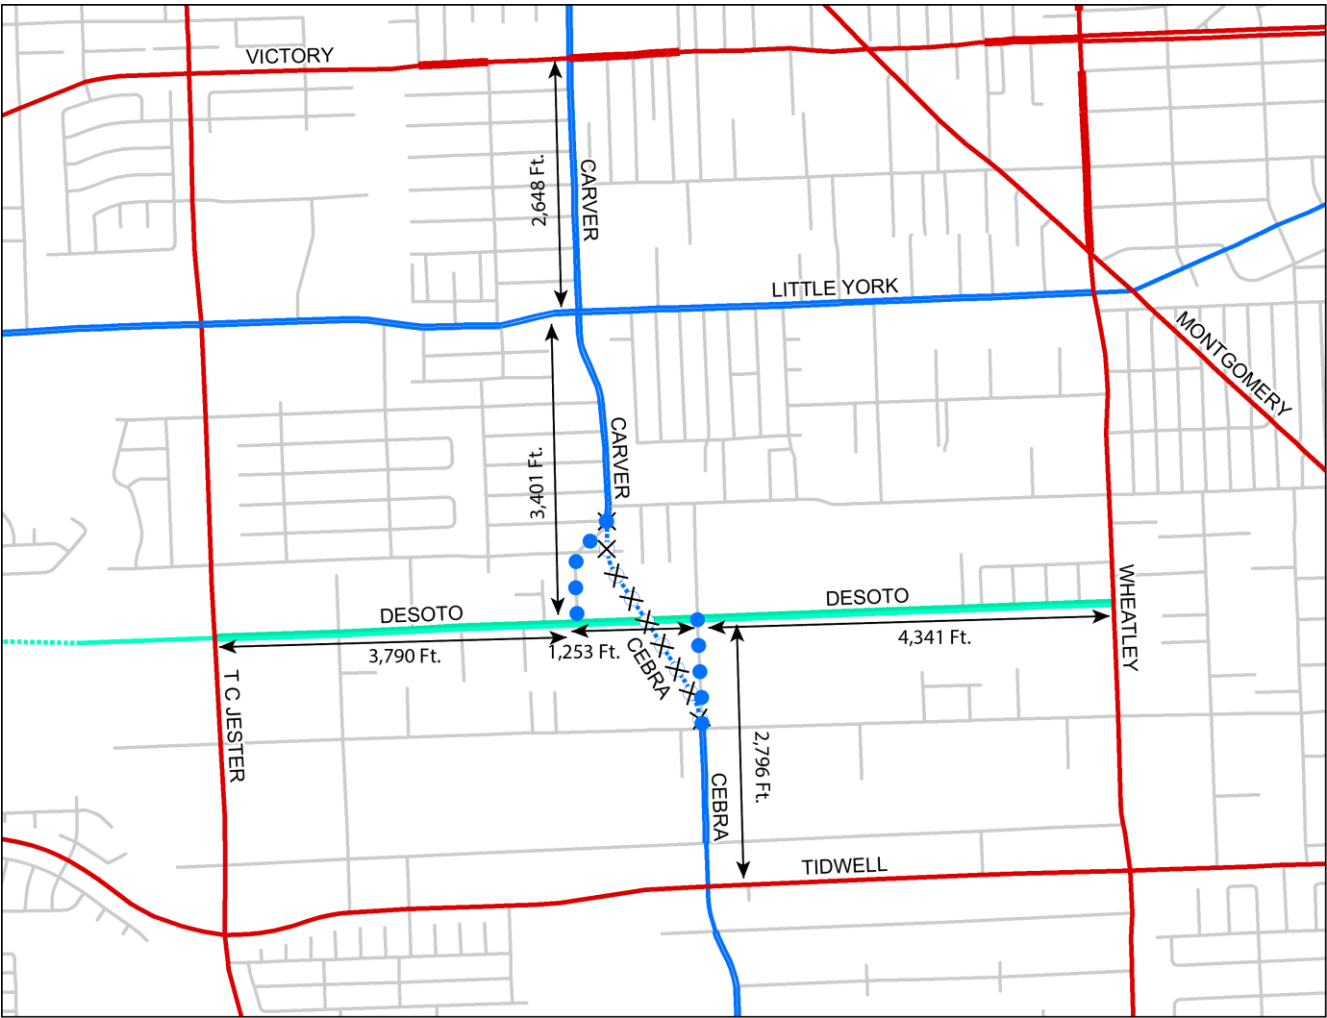 VICTORY
CARVER
2,648 Ft.
LITTLE YORK
MONTGOMERY
CARVER
3,401 Ft.
DESOTO
DESOTO
WHEATLEY
3,790 Ft.
1,253 Ft.
4,341 Ft.
CEBRA
T C JESTER
2,796 Ft.
CEBRA
TIDWELL